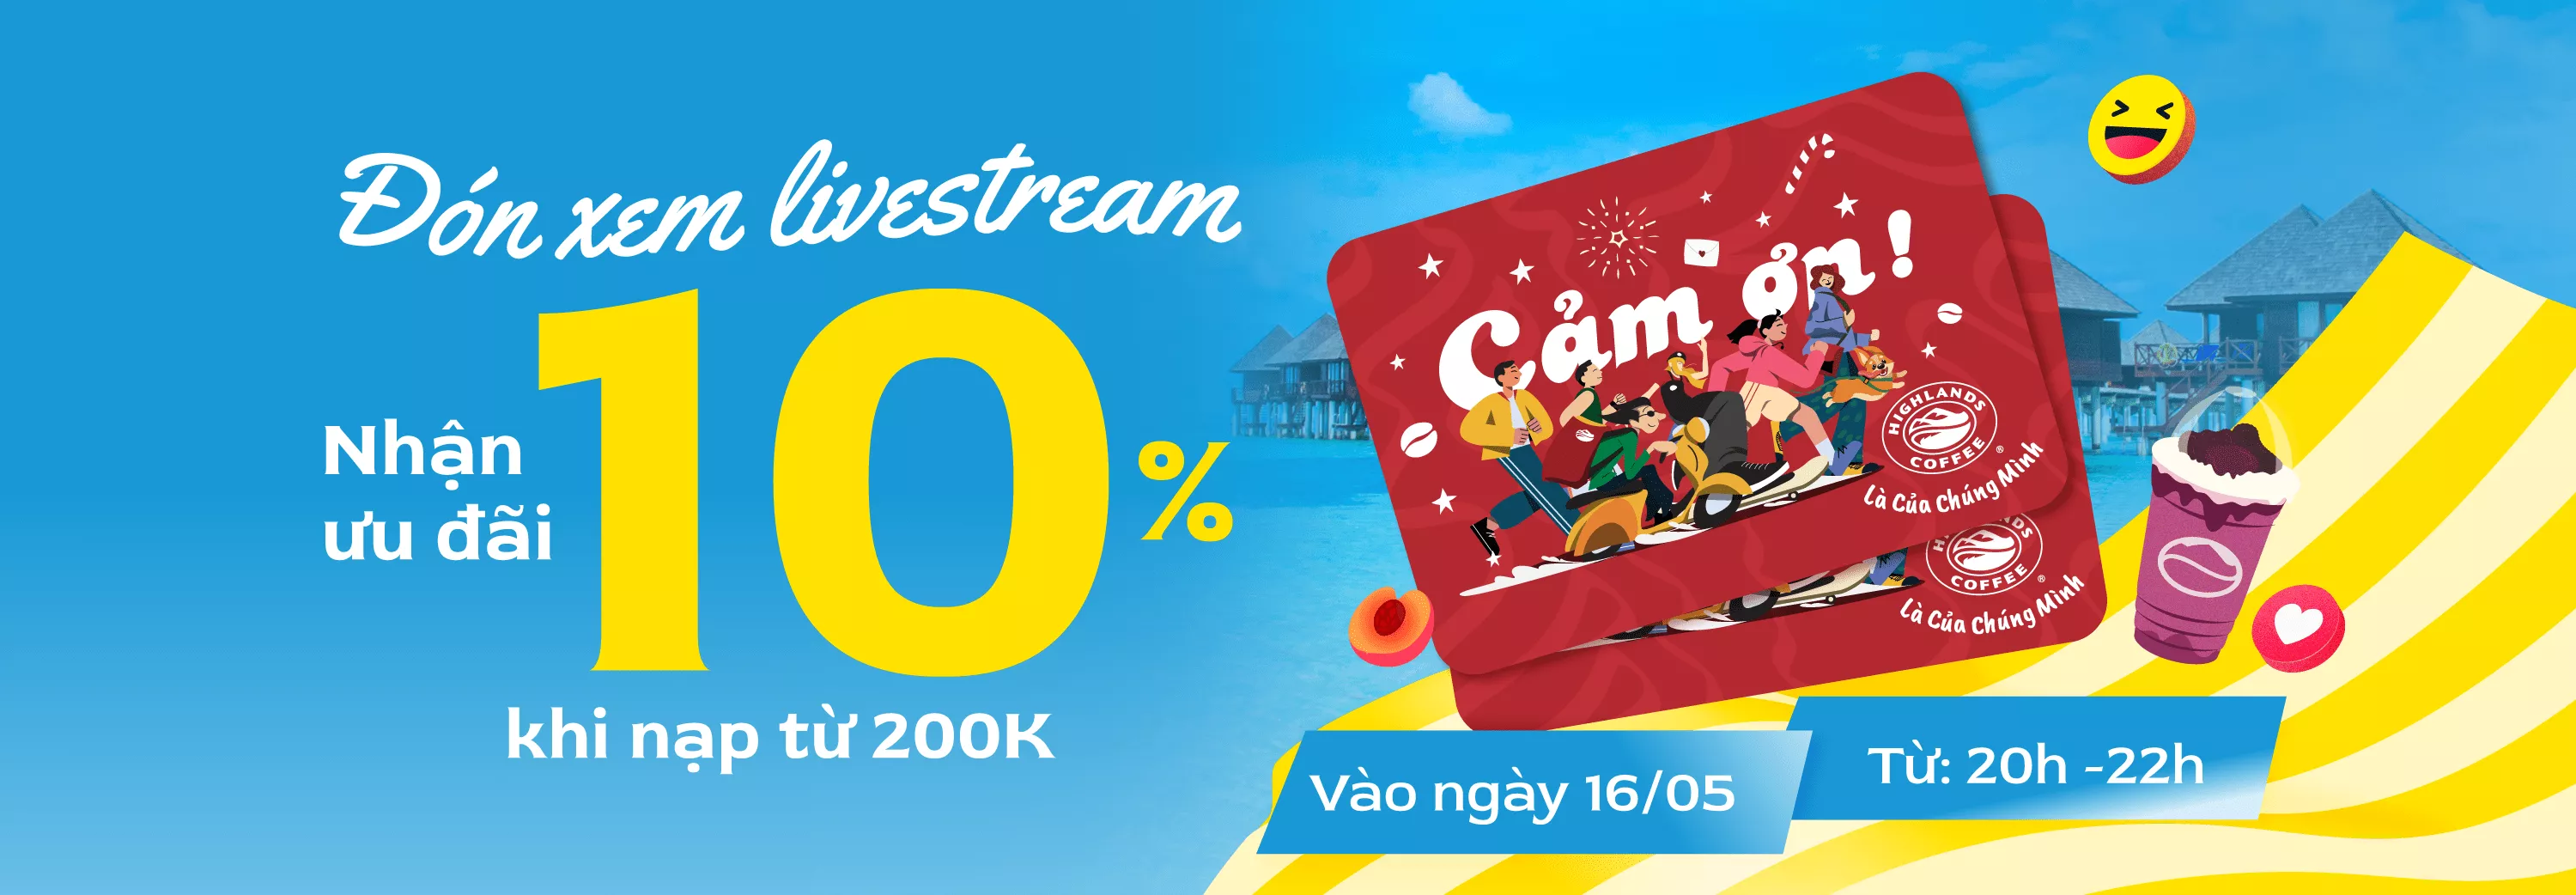 Đón xem livestream
Nhận
ưu đãi
10%
khi nạp từ 200K
Cảm ơn!
HIGHLANDS
COFFEE
®
Là Của Chúng Mình
COFFEE
®
Là Của Chúng Mình
Vào ngày 16/05
Từ: 20h -22h